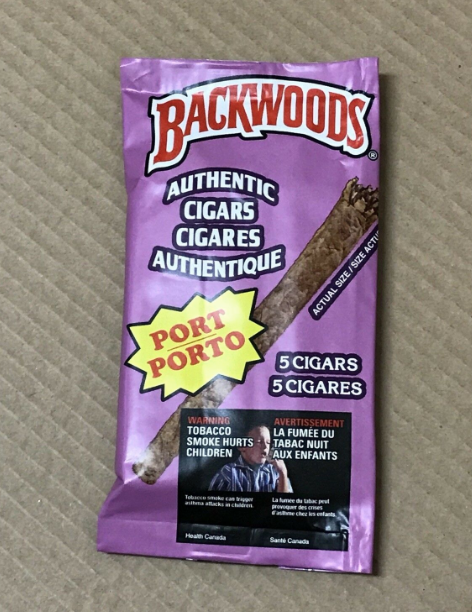 BACKWOODS®
AUTHENTIC
CIGARS
CIGARES
AUTHENTIQUE
ACTUAL SIZE / SIZE ACTU
PORT
PORTO
5 CIGARS
5 CIGARES
WARNING
TOBACCO
SMOKE HURTS
CHILDREN
Tobacco smoke can trigger
asthma attacks in children.
Health Canada
AVERTISSEMENT
LA FUMÉE DU
TABAC NUIT
AUX ENFANTS
La fumée du tabac peut
provoquer des crises
d'asthme chez les enfants.
Santé Canada